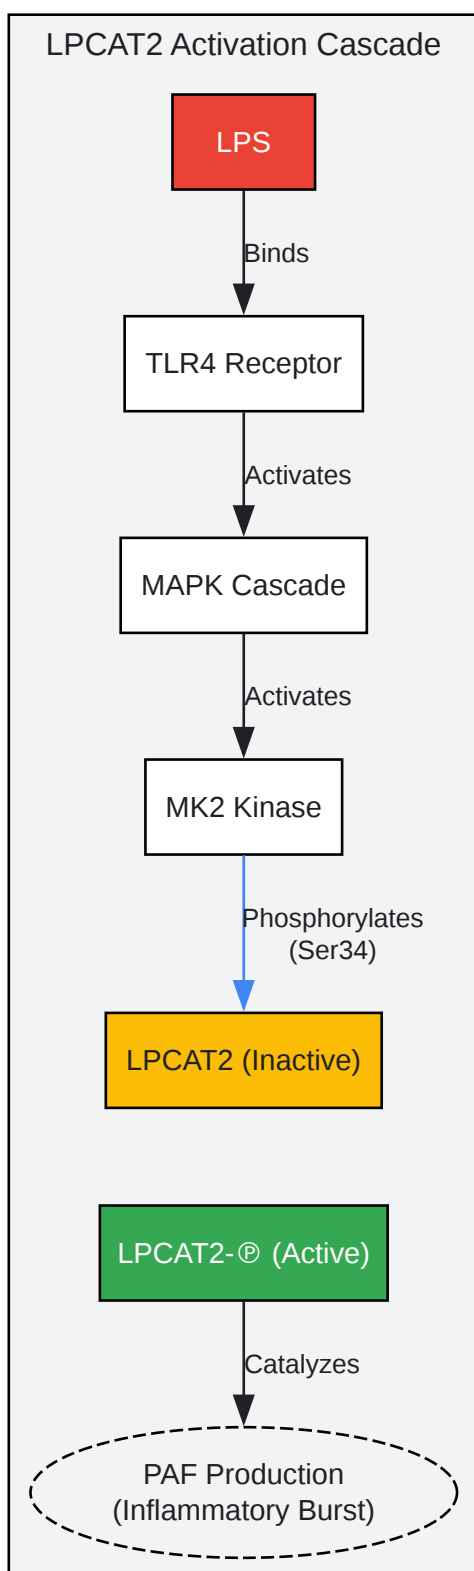 LPCAT2 Activation Cascade
LPS
Binds
TLR4 Receptor
Activates
MAPK Cascade
Activates
MK2 Kinase
Phosphorylates
(Ser34)
LPCAT2 (Inactive)
LPCAT2-℗ (Active)
Catalyzes
PAF Production
(Inflammatory Burst)